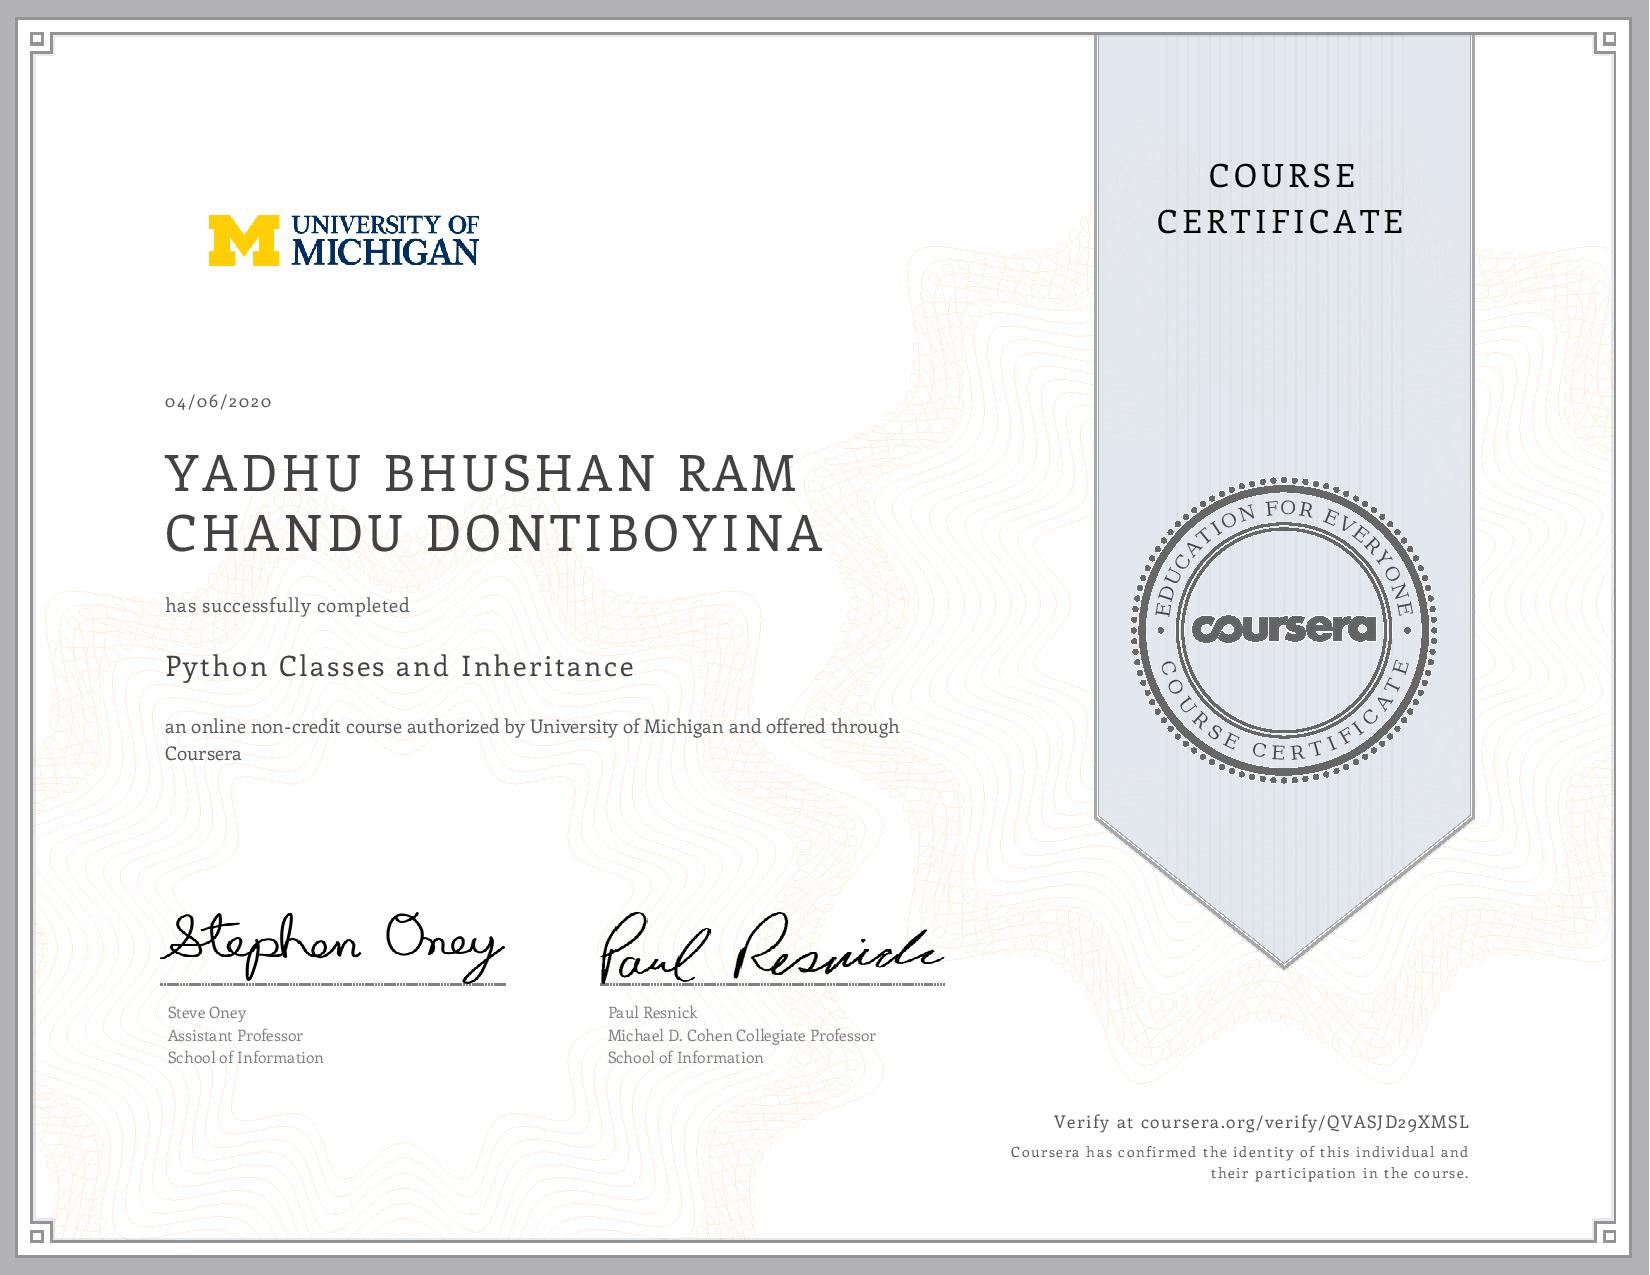 COURSE
CERTIFICATE
UNIVERSITY OF
MICHIGAN
04/06/2020
YADHU BHUSHAN RAM
CHANDU DONTIBOYINA
has successfully completed
Python Classes and Inheritance
an online non-credit course authorized by University of Michigan and offered through
Coursera
EDUCATION FOR EVERYONE
coursera
COURSE CERTIFICATE
Stephen Oney
Paul Resnick
Steve Oney
Assistant Professor
School of Information
Paul Resnick
Michael D. Cohen Collegiate Professor
School of Information
Verify at coursera.org/verify/QVASJD29XMSL
Coursera has confirmed the identity of this individual and
their participation in the course.